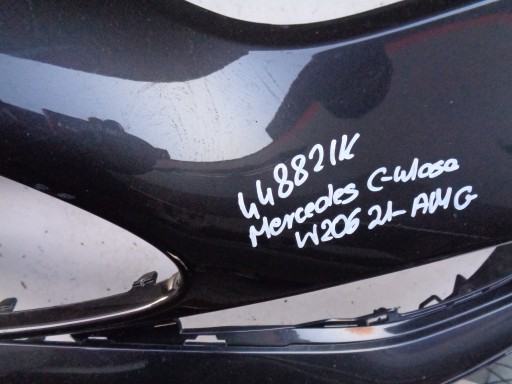 448821K
Mercedes C-Klasa
W206 21- AMG